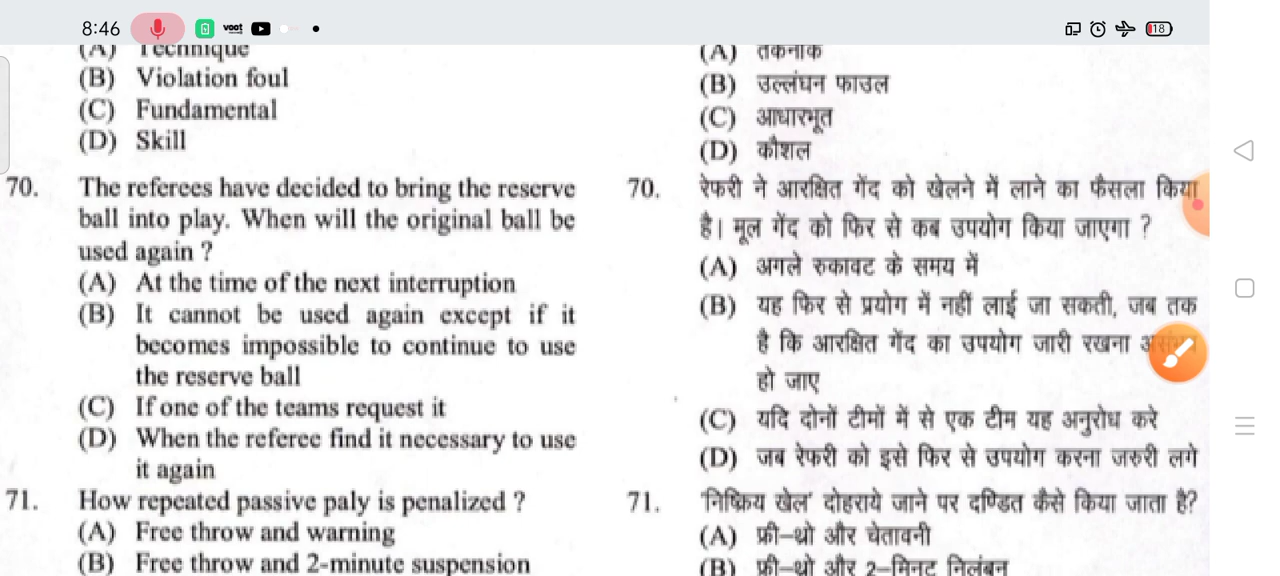 8:46 voot 18
(A) Technique
(B) Violation foul
(C) Fundamental
(D) Skill
70. The referees have decided to bring the reserve
ball into play. When will the original ball be
used again ?
(A) At the time of the next interruption
(B) It cannot be used again except if it
becomes impossible to continue to use
the reserve ball
(C) If one of the teams request it
(D) When the referee find it necessary to use
it again
71. How repeated passive paly is penalized ?
(A) Free throw and warning
(B) Free throw and 2-minute suspension
(A) तकनीक
(B) उल्लंघन फाउल
(C) आधारभूत
(D) कौशल
70. रेफरी ने आरक्षित गेंद को खेलने में लाने का फैसला किया
है। मूल गेंद को फिर से कब उपयोग किया जाएगा ?
(A) अगले रुकावट के समय में
(B) यह फिर से प्रयोग में नहीं लाई जा सकती, जब तक
है कि आरक्षित गेंद का उपयोग जारी रखना
हो जाए
(C) यदि दोनों टीमों में से एक टीम यह अनुरोध करे
(D) जब रेफरी को इसे फिर से उपयोग करना जरुरी लगे
71. 'निष्क्रिय खेल' दोहराये जाने पर दण्डित कैसे किया जाता है?
(A) फ्री-थ्रो और चेतावनी
(B) फ्री-थ्रो और 2-मिनट निलंबन